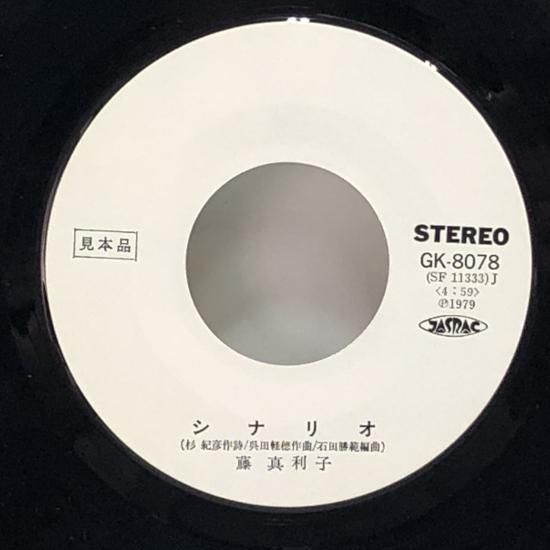 見本品
STEREO
GK-8078
(SF 11333) J
〈4:59〉
℗1979
JASRAC
シナリオ
(杉 紀彦作詩/呉田軽穂作曲/石田勝範編曲)
藤 真利子